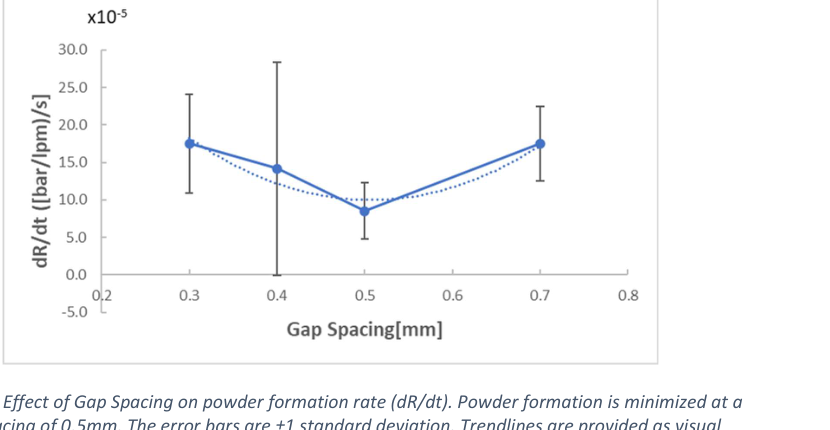 x10-5
30.0
25.0
20.0
15.0
10.0
5.0
0.0
-5.0
dR/dt ([bar/lpm)/s]
0.2 0.3 0.4 0.5 0.6 0.7 0.8
Gap Spacing[mm]
Effect of Gap Spacing on powder formation rate (dR/dt). Powder formation is minimized at a
of 0.5mm. The error bars are ±1 standard deviation. Trendlines are provided as visual